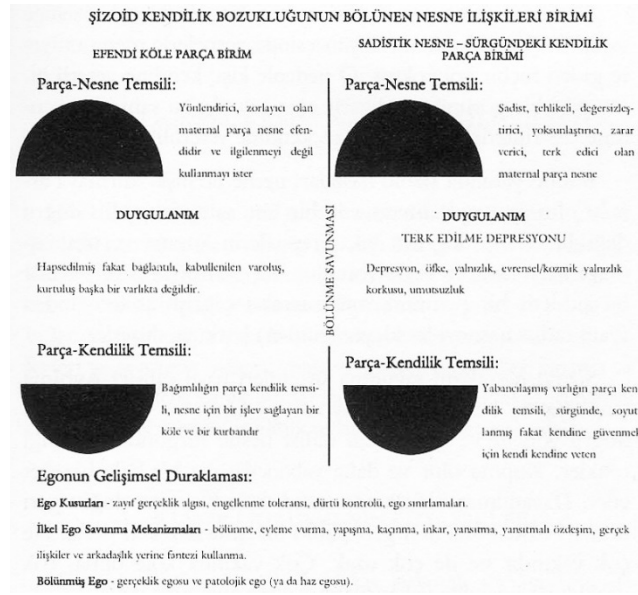 ŞİZOİD KENDİLİK BOZUKLUĞUNUN BÖLÜNEN NESNE İLİŞKİLERİ BİRİMİ
EFENDİ KÖLE PARÇA BİRİM
Parça-Nesne Temsili:
Yönlendirici, zorlayıcı olan
maternal parça nesne efen-
didir ve ilgilenmeyi değil
kullanmayı ister
DUYGULANIM
Hapsedilmiş fakat bağlantılı, kabullenilen varoluş,
kurtuluş başka bir varlıkta değildir.
Parça-Kendilik Temsili:
Bağımlılığın parça kendilik temsi-
li, nesne için bir işlev sağlayan bir
köle ve bir kurbandır
BÖLÜNME SAVUNMASI
SADİSTİK NESNE – SÜRGÜNDEKİ KENDİLİK
PARÇA BİRİMİ
Parça-Nesne Temsili:
Sadist, tehlikeli, değersizleş-
tirici, yoksunlaştırıcı, zarar
verici, terk edici olan
maternal parça nesne
DUYGULANIM
TERK EDİLME DEPRESYONU
Depresyon, öfke, yalnızlık, evrensel/kozmik yalnızlık
korkusu, umutsuzluk
Parça-Kendilik Temsili:
Yabancılaşmış varlığın parça ken
dilik temsili, sürgünde, soyut
lanmış fakat kendine güvenmek
için kendi kendine yeten
Egonun Gelişimsel Duraklaması:
Ego Kusurları - zayıf gerçeklik algısı, engellenme toleransı, dürtü kontrolü, ego sınırlamaları.
İlkel Ego Savunma Mekanizmaları - bölünme, eyleme vurma, yapışma, kaçınma, inkar, yansıtma, yansıtmalı özdeşim, gerçek
ilişkiler ve arkadaşlık yerine fantezi kullanma.
Bölünmüş Ego - gerçeklik egosu ve patolojik ego (ya da haz egosu).